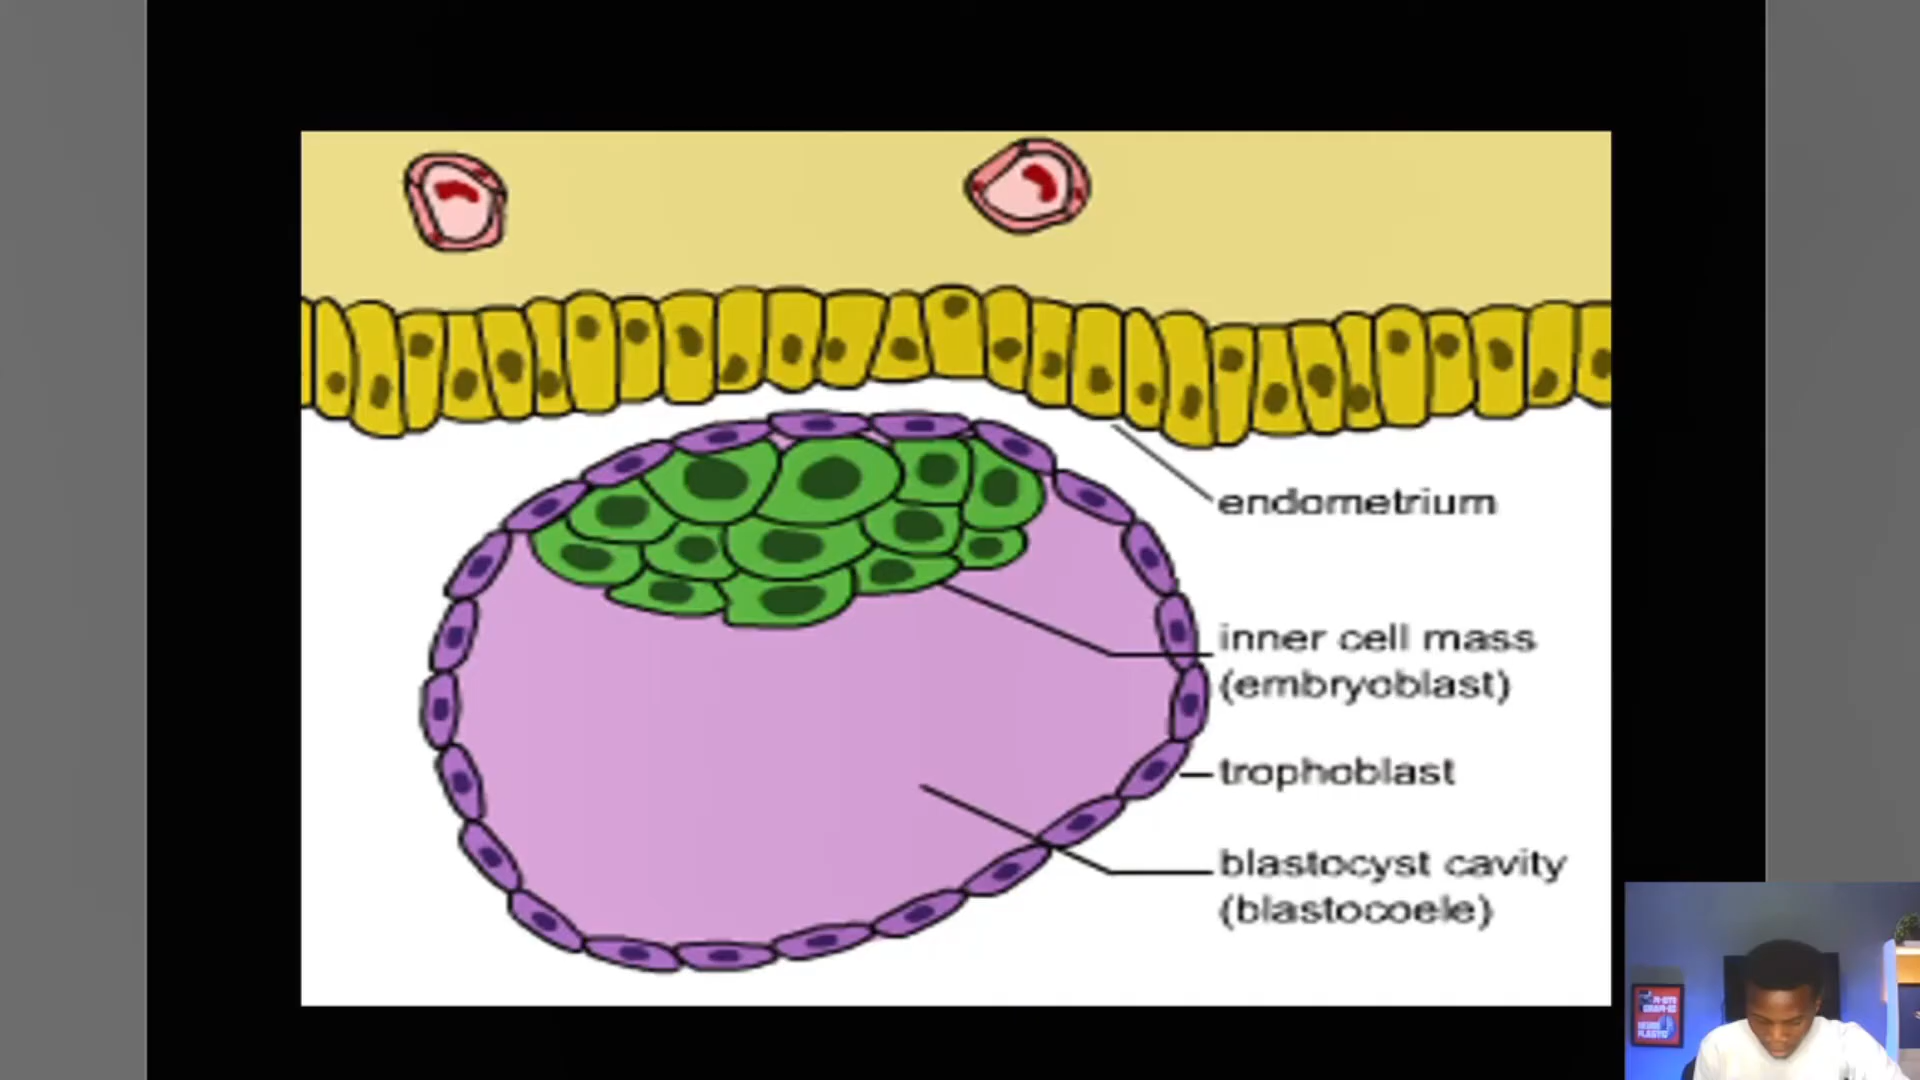 endometrium
inner cell mass
(embryoblast)
trophoblast
blastocyst cavity
(blastocoele)